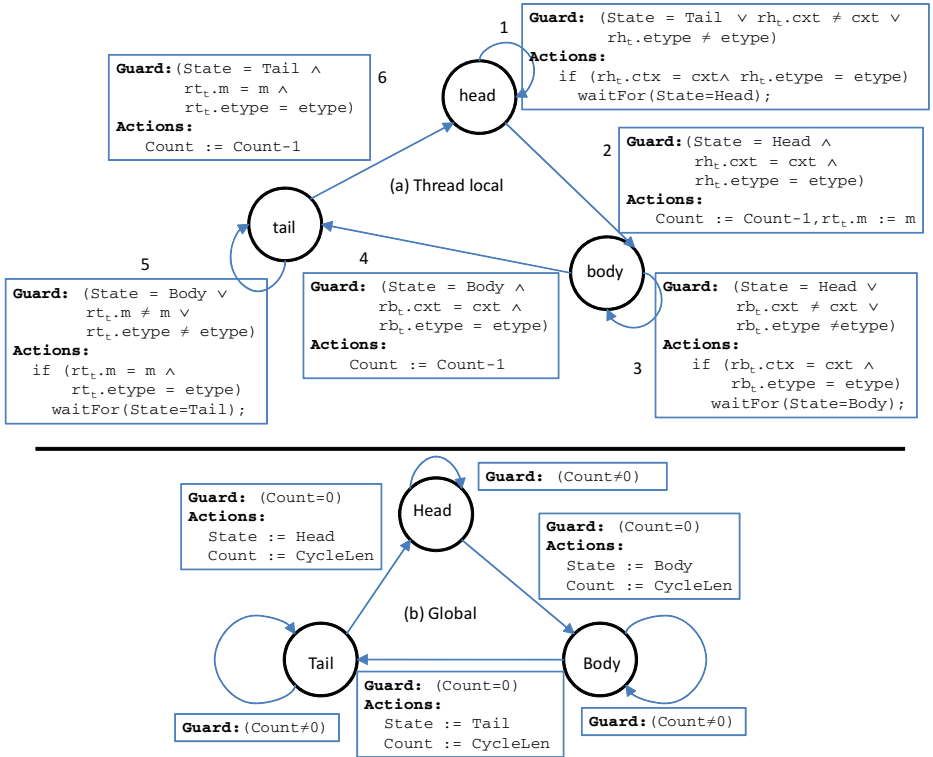 1
Guard: (State = Tail ∨ rhₜ.cxt ≠ cxt ∨
rhₜ.etype ≠ etype)
Actions:
if (rhₜ.ctx = cxt∧ rhₜ.etype = etype)
waitFor(State=Head);
head
6
Guard:(State = Tail ∧
rtₜ.m = m ∧
rtₜ.etype = etype)
Actions:
Count := Count-1
2
Guard:(State = Head ∧
rhₜ.cxt = cxt ∧
rhₜ.etype = etype)
Actions:
Count := Count-1,rtₜ.m := m
(a) Thread local
tail
body
5
Guard: (State = Body ∨
rtₜ.m ≠ m ∨
rtₜ.etype ≠ etype)
Actions:
if (rtₜ.m = m ∧
rtₜ.etype = etype)
waitFor(State=Tail);
4
Guard: (State = Body ∧
rbₜ.cxt = cxt ∧
rbₜ.etype = etype)
Actions:
Count := Count-1
3
Guard: (State = Head ∨
rbₜ.cxt ≠ cxt ∨
rbₜ.etype ≠etype)
Actions:
if (rbₜ.ctx = cxt ∧
rbₜ.etype = etype)
waitFor(State=Body);
Guard: (Count=0)
Actions:
State := Head
Count := CycleLen
Head
Guard: (Count≠0)
Guard: (Count=0)
Actions:
State := Body
Count := CycleLen
(b) Global
Tail
Body
Guard:(Count≠0)
Guard: (Count=0)
Actions:
State := Tail
Count := CycleLen
Guard:(Count≠0)